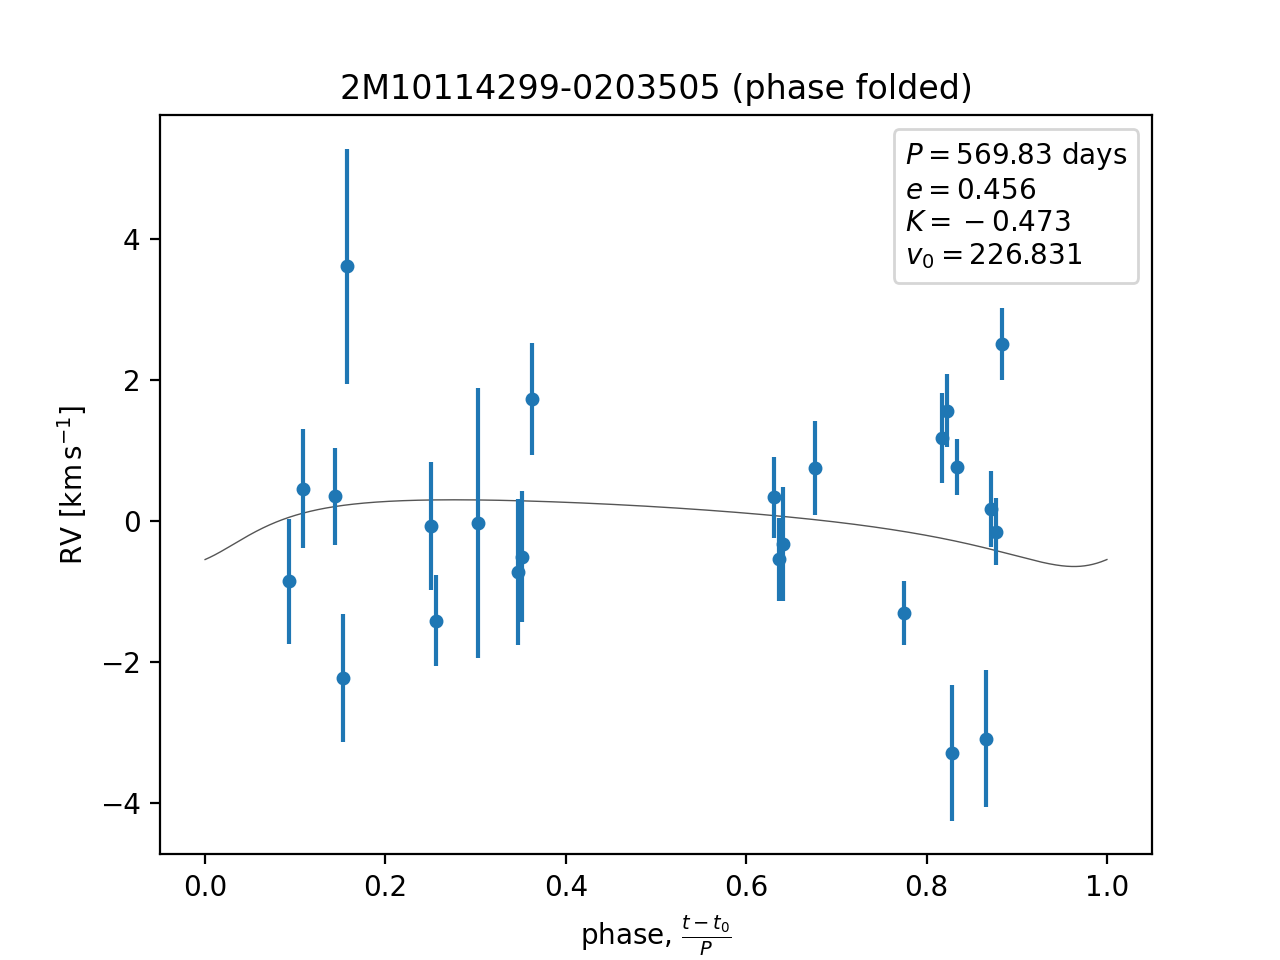 2M10114299-0203505 (phase folded)
P = 569.83 days
e = 0.456
K = −0.473
v₀ = 226.831
RV [km s⁻¹]
4
2
0
−2
−4
0.0 0.2 0.4 0.6 0.8 1.0
phase, (t − t₀)/P